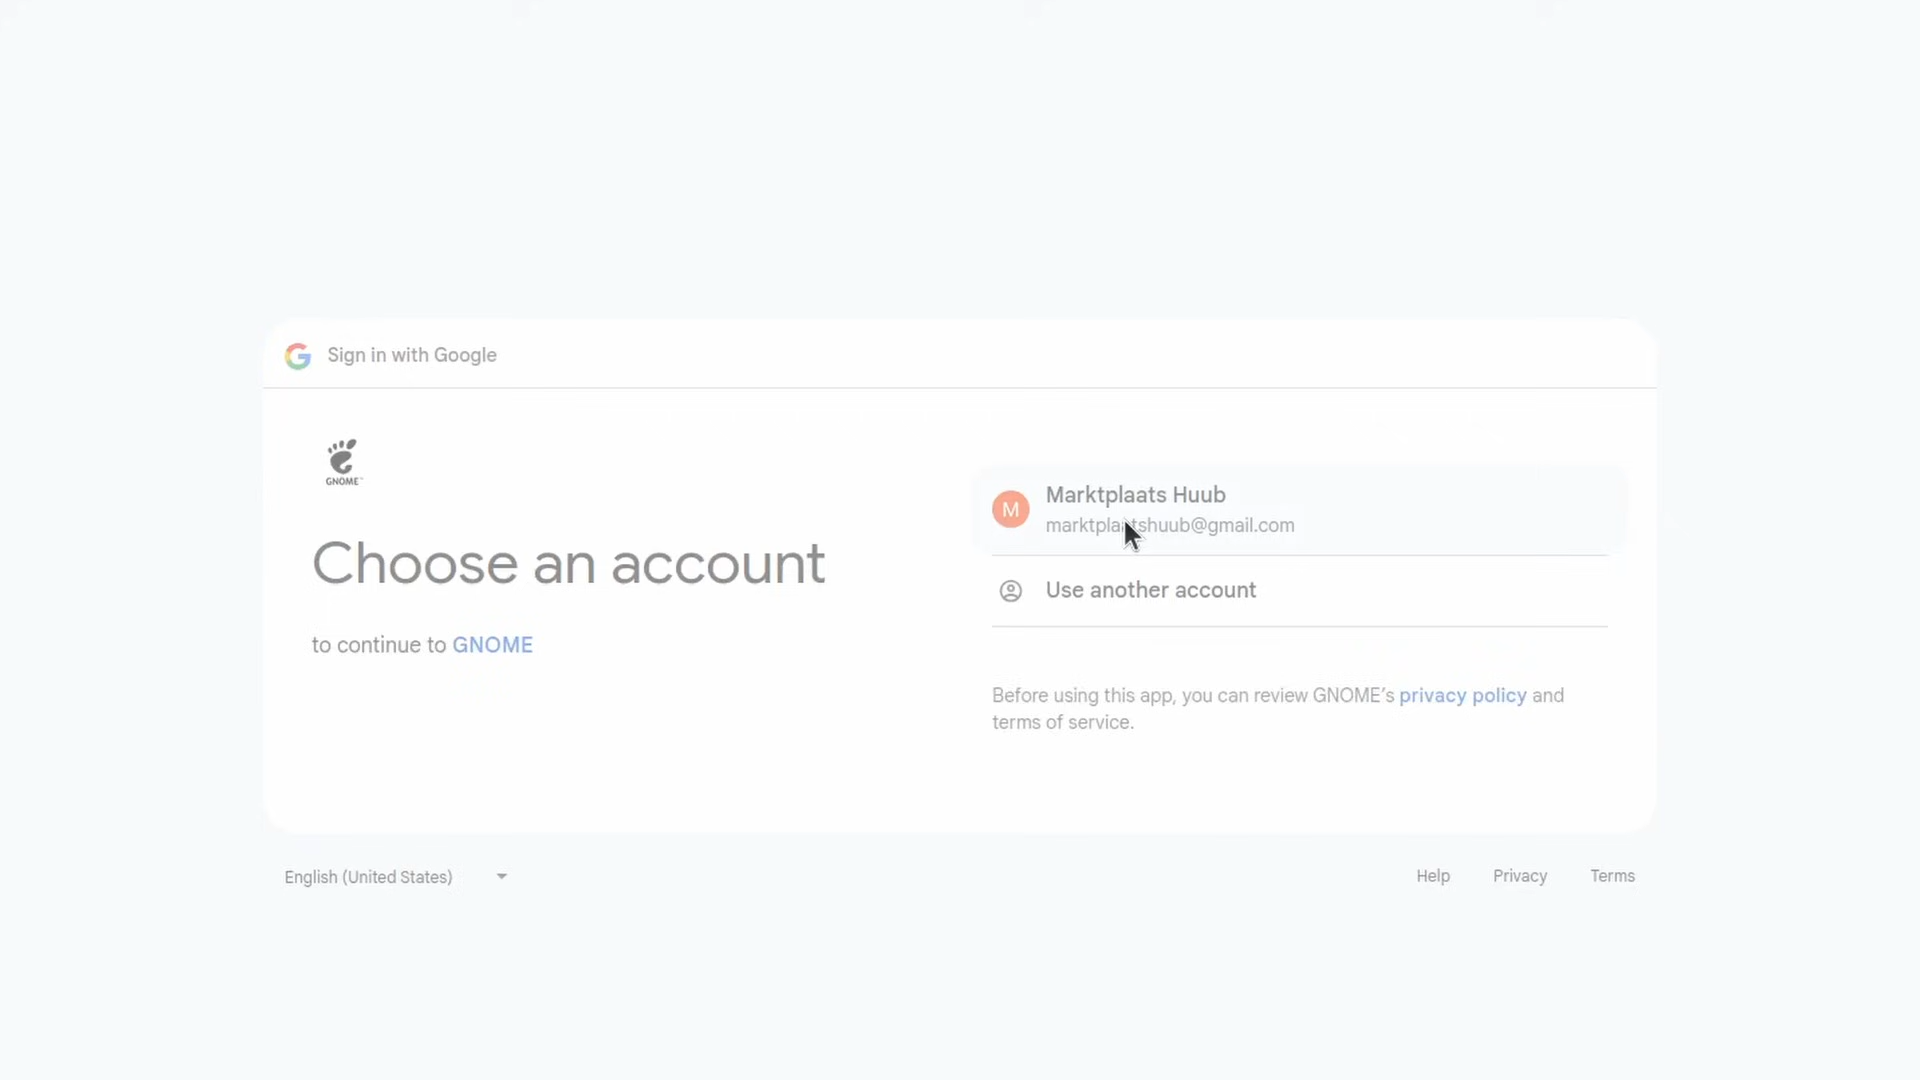 Sign in with Google
GNOME™
Choose an account
to continue to GNOME
M
Marktplaats Huub
marktplaatshuub@gmail.com
Use another account
Before using this app, you can review GNOME’s privacy policy and
terms of service.
English (United States)
Help
Privacy
Terms